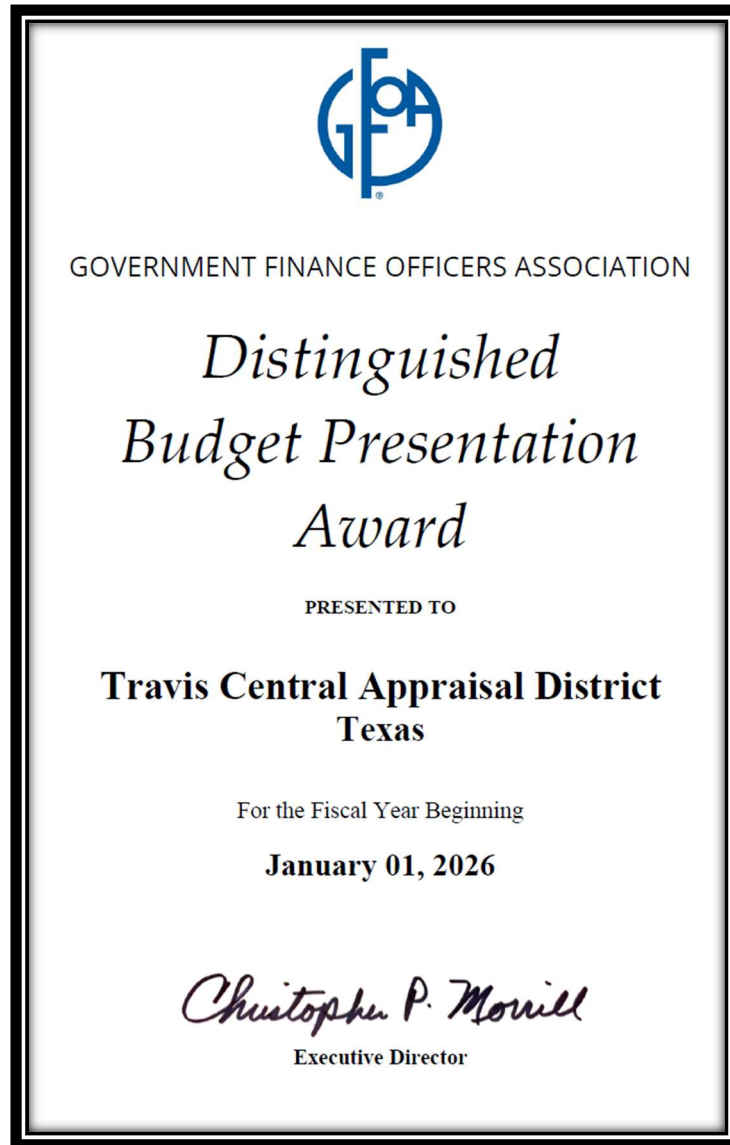 GFOA
®
GOVERNMENT FINANCE OFFICERS ASSOCIATION
Distinguished
Budget Presentation
Award
PRESENTED TO
Travis Central Appraisal District
Texas
For the Fiscal Year Beginning
January 01, 2026
Christopher P. Morrill
Executive Director